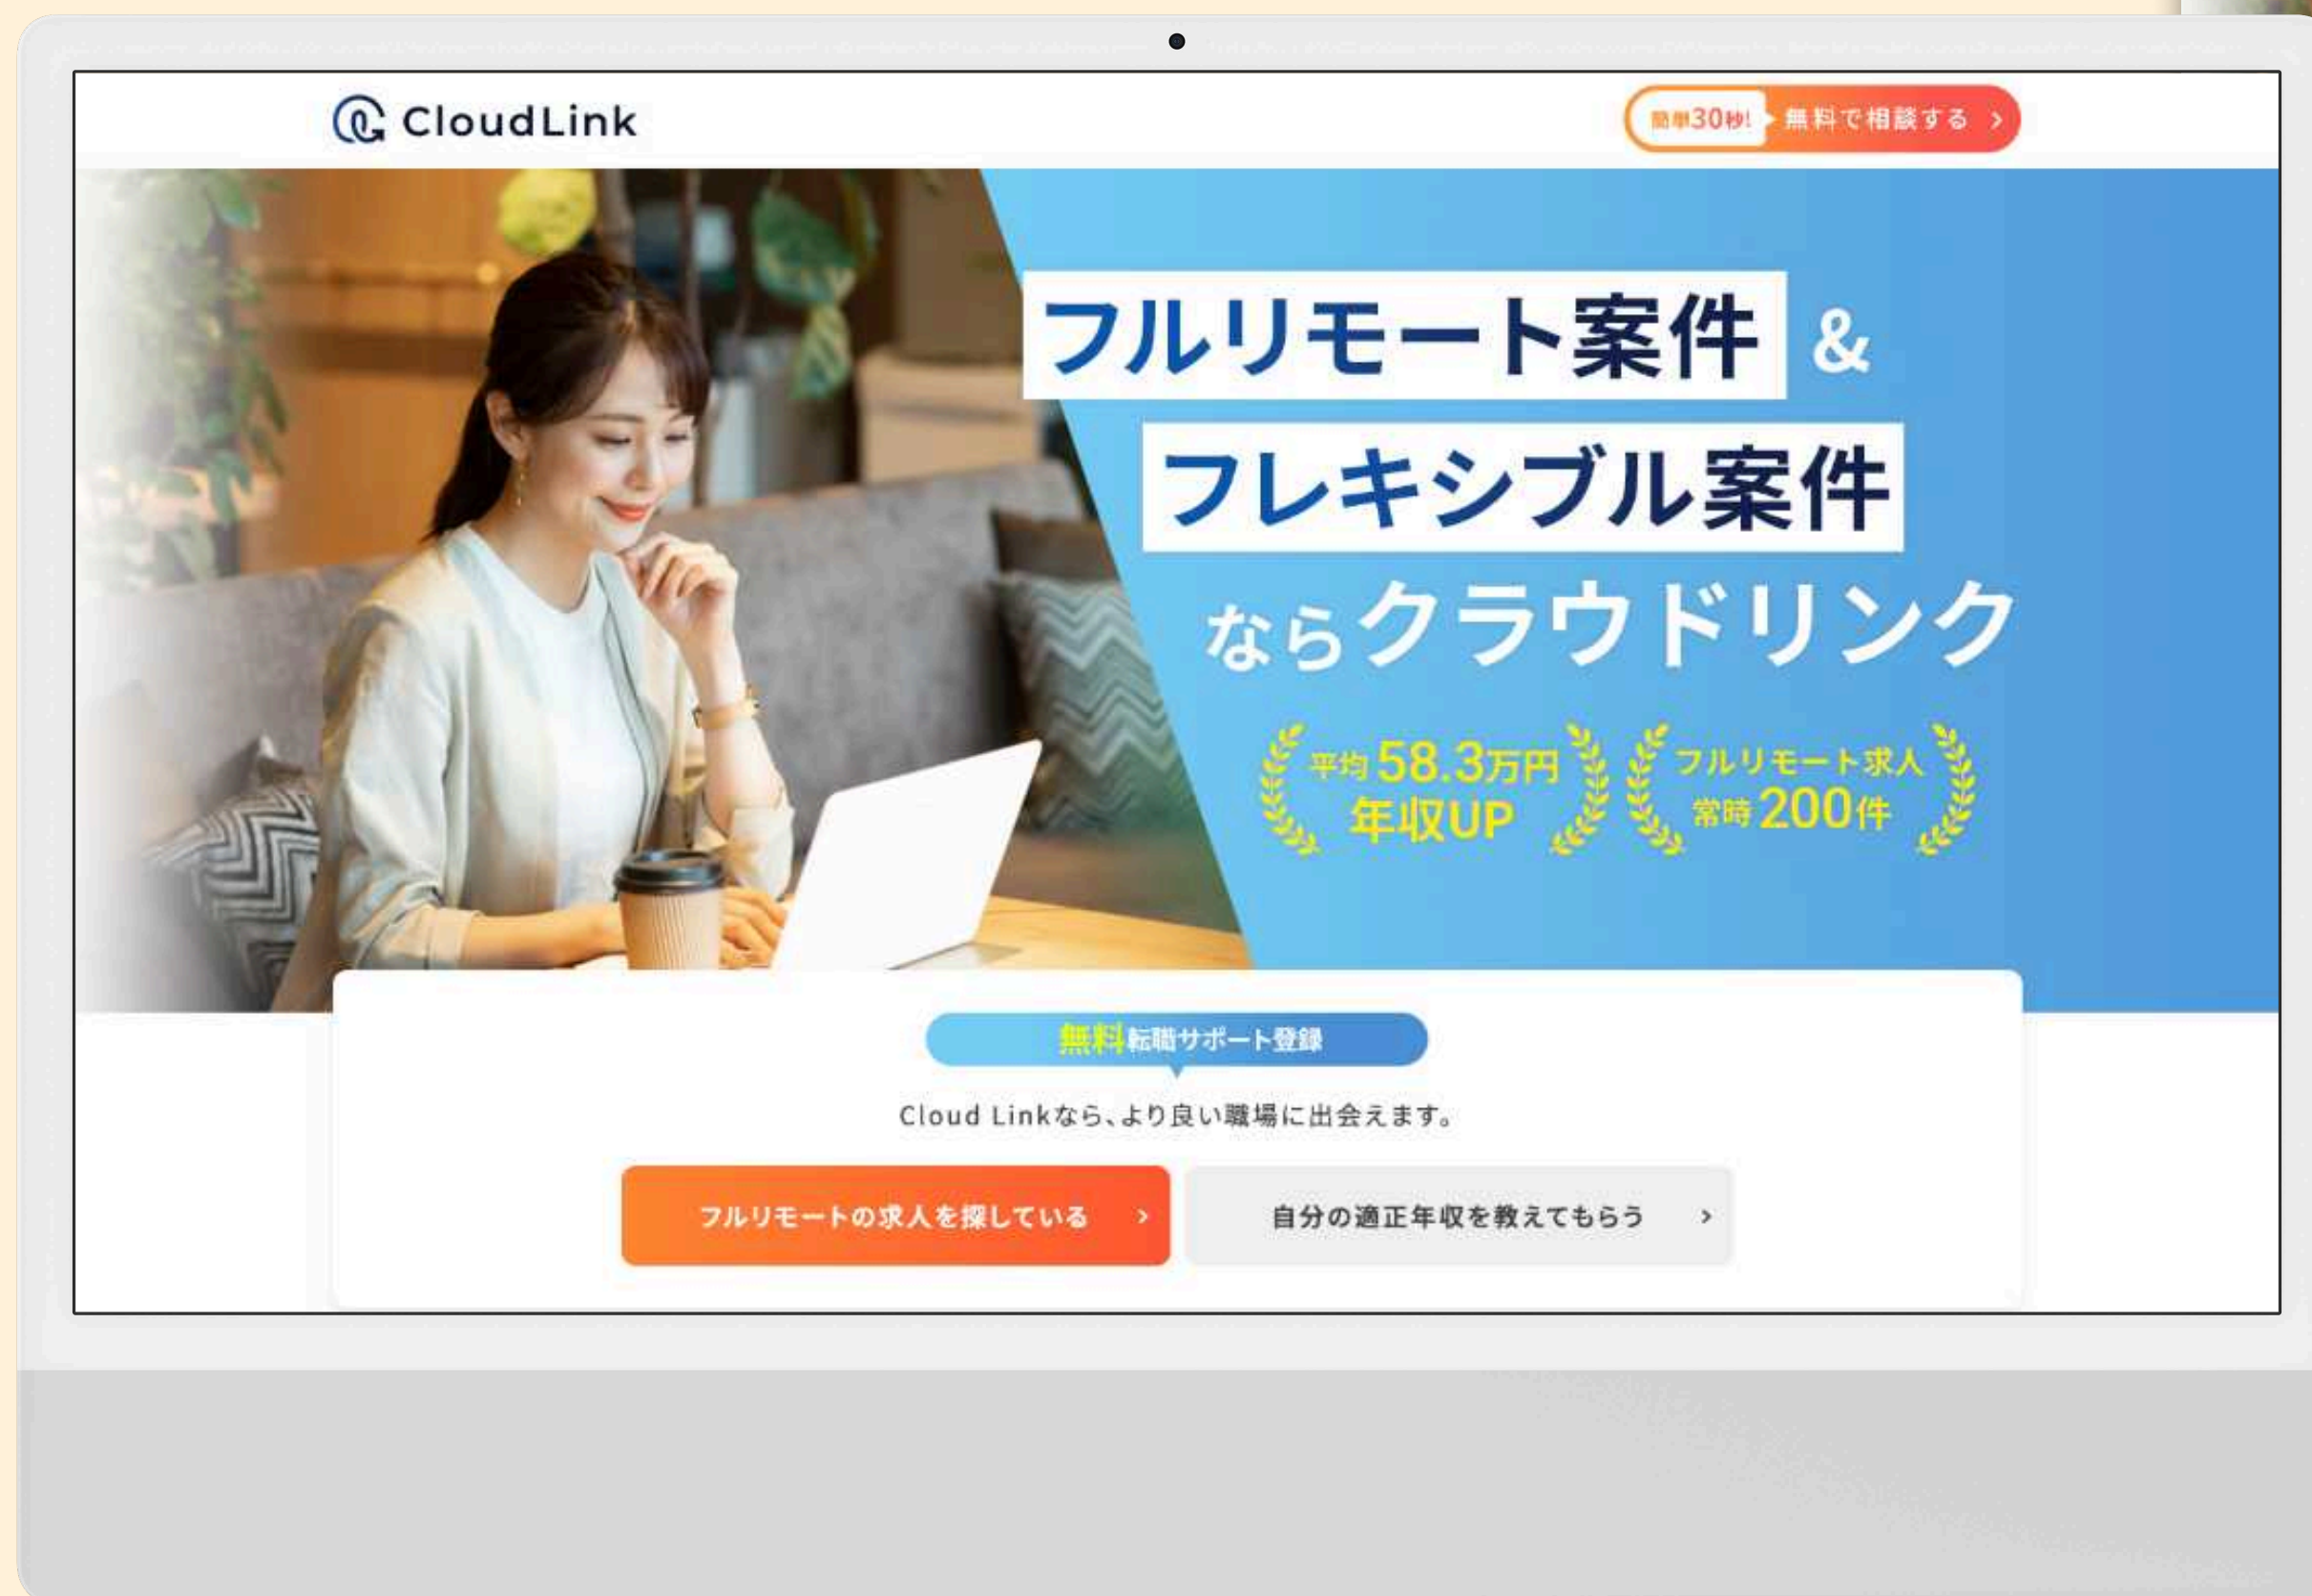 CloudLink
簡単30秒! 無料で相談する
フルリモート案件 &
フレキシブル案件
ならクラウドリンク
平均58.3万円
年収UP
フルリモート求人
常時200件
無料転職サポート登録
Cloud Linkなら、より良い職場に出会えます。
フルリモートの求人を探している
自分の適正年収を教えてもらう